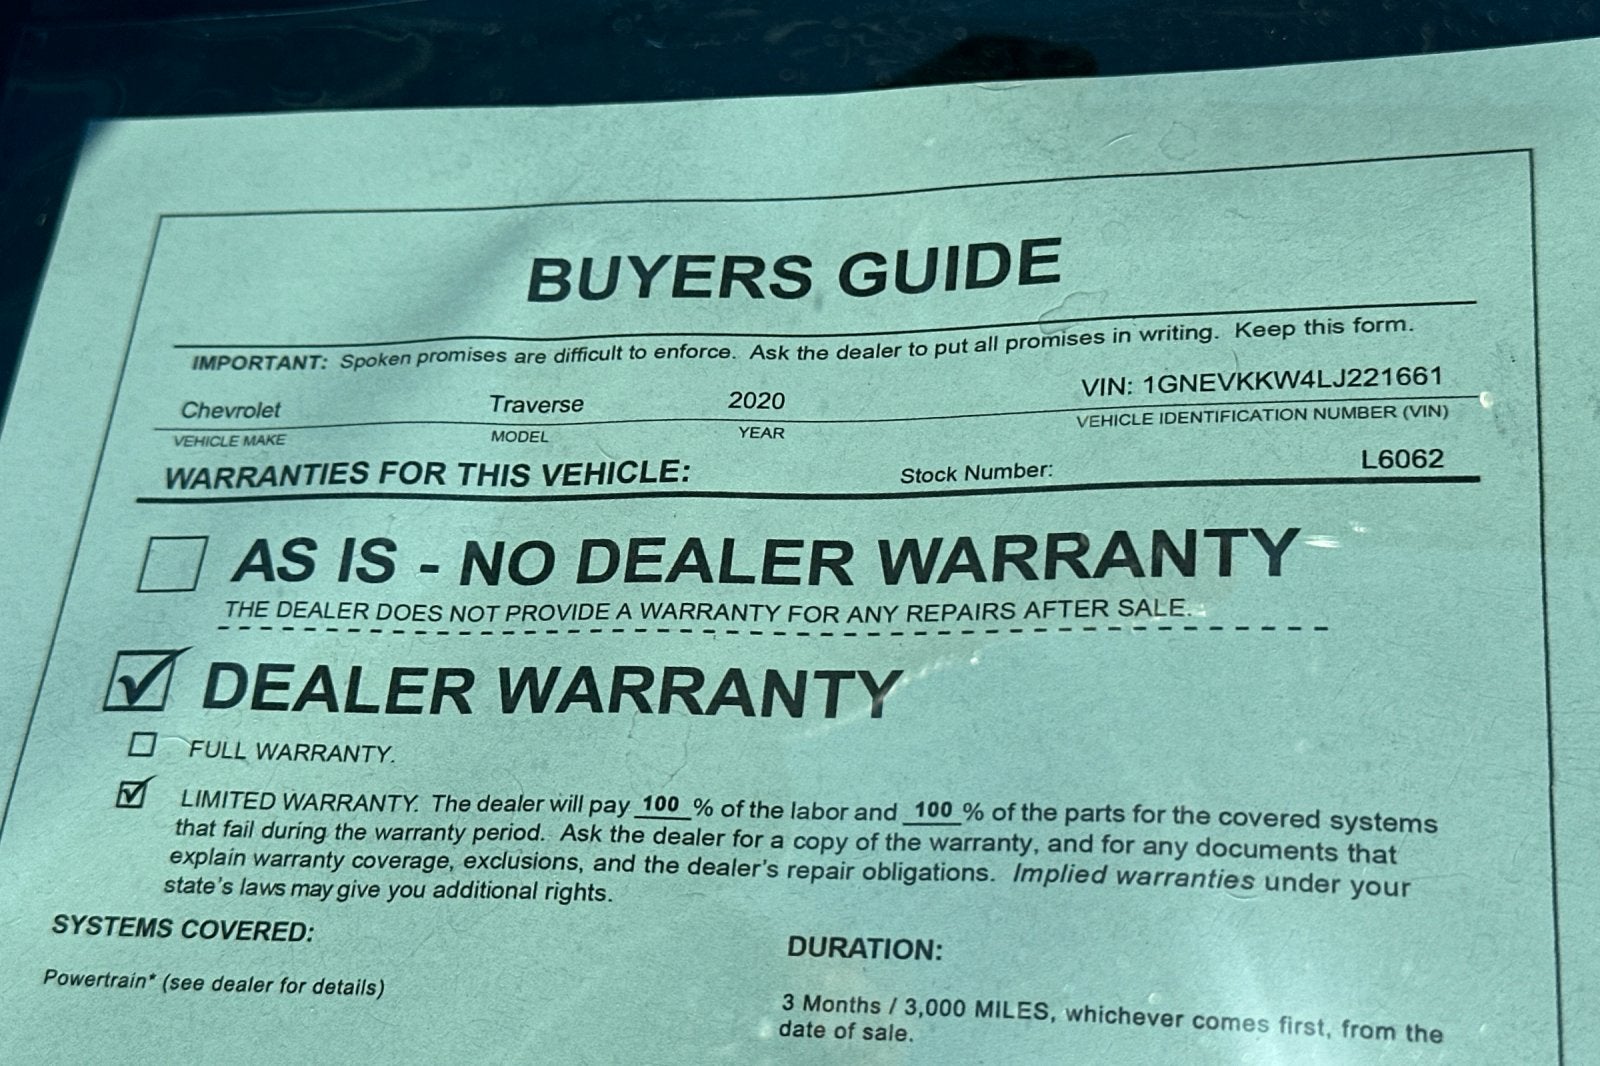 BUYERS GUIDE
IMPORTANT: Spoken promises are difficult to enforce. Ask the dealer to put all promises in writing. Keep this form.
Chevrolet Traverse 2020 VIN: 1GNEVKKW4LJ221661
VEHICLE MAKE MODEL YEAR VEHICLE IDENTIFICATION NUMBER (VIN)
WARRANTIES FOR THIS VEHICLE: Stock Number: L6062
AS IS - NO DEALER WARRANTY
THE DEALER DOES NOT PROVIDE A WARRANTY FOR ANY REPAIRS AFTER SALE.
DEALER WARRANTY
FULL WARRANTY.
LIMITED WARRANTY. The dealer will pay 100 % of the labor and 100 % of the parts for the covered systems
that fail during the warranty period. Ask the dealer for a copy of the warranty, and for any documents that
explain warranty coverage, exclusions, and the dealer's repair obligations. Implied warranties under your
state's laws may give you additional rights.
SYSTEMS COVERED:
Powertrain* (see dealer for details)
DURATION:
3 Months / 3,000 MILES, whichever comes first, from the
date of sale.